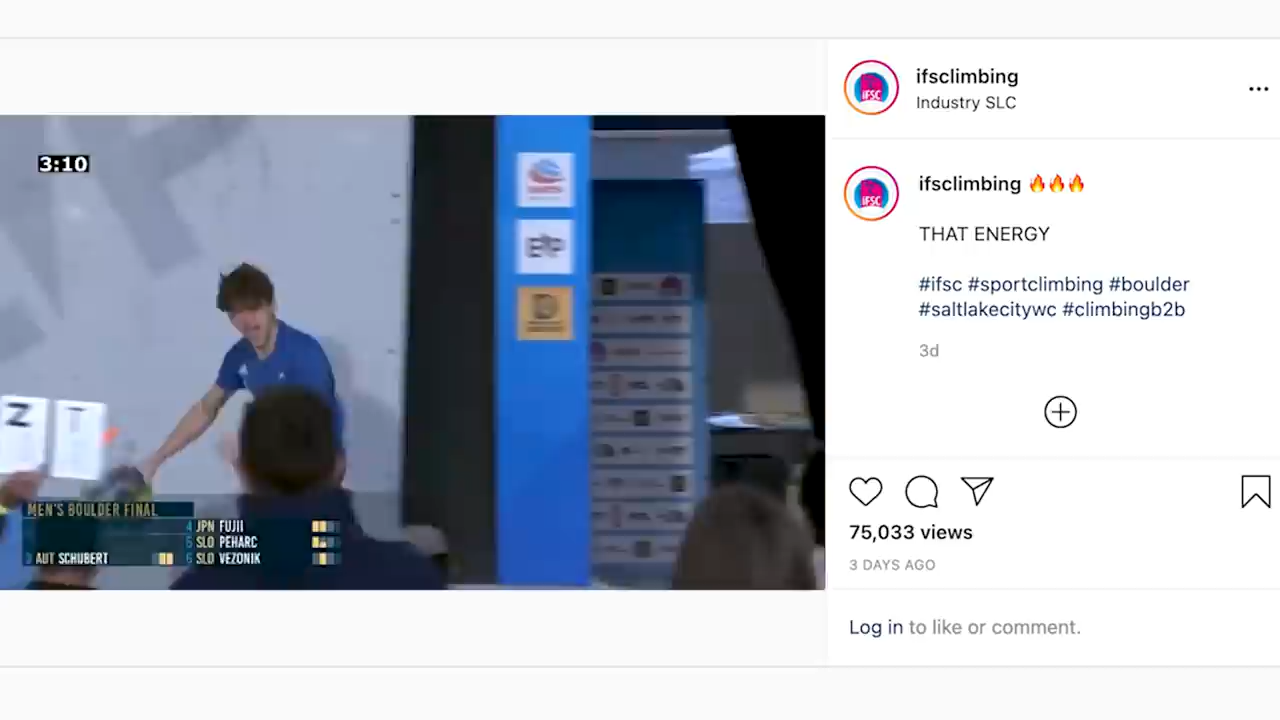 ifsclimbing
Industry SLC
3:10
ifsclimbing 🔥🔥🔥
THAT ENERGY
#ifsc #sportclimbing #boulder
#saltlakecitywc #climbingb2b
3d
Z T
MEN'S BOULDER FINAL
4 JPN FUJII
5 SLO PEHARC
AUT SCHUBERT 6 SLO VEZONIK
75,033 views
3 DAYS AGO
Log in to like or comment.
IFSC
IFSC